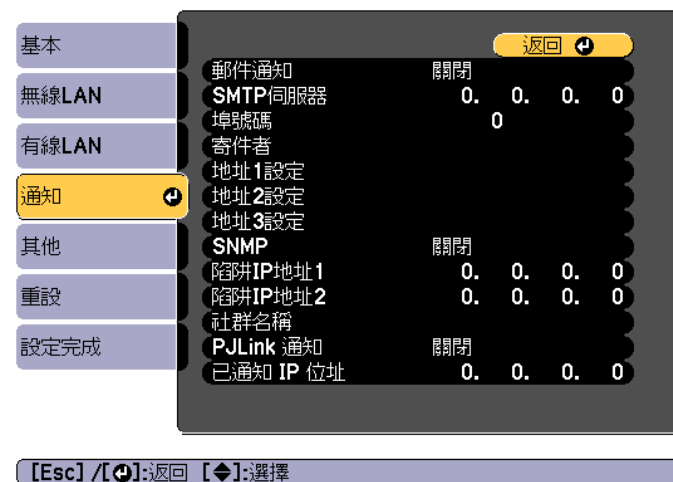 基本
無線LAN
有線LAN
通知
其他
重設
設定完成
返回
郵件通知 關閉
SMTP伺服器 0. 0. 0. 0
埠號碼 0
寄件者
地址1設定
地址2設定
地址3設定
SNMP 關閉
陷阱IP地址1 0. 0. 0. 0
陷阱IP地址2 0. 0. 0. 0
社群名稱
PJLink 通知 關閉
已通知 IP 位址 0. 0. 0. 0
[Esc] /[⏎]:返回 [◆]:選擇